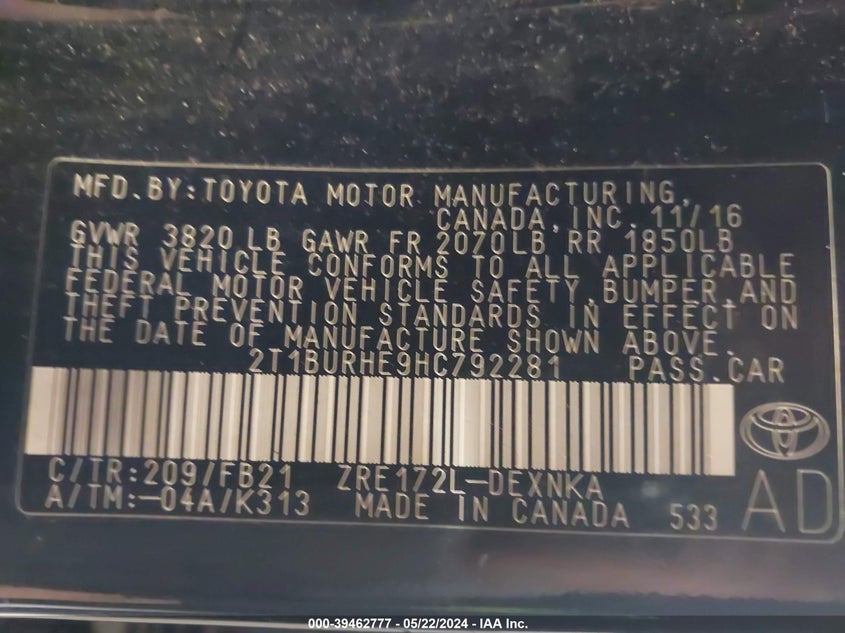 MFD.BY:TOYOTA MOTOR MANUFACTURING,
CANADA,INC. 11/16
GVWR 3820 LB GAWR FR 2070LB RR 1850LB
THIS VEHICLE CONFORMS TO ALL APPLICABLE
FEDERAL MOTOR VEHICLE SAFETY,BUMPER,AND
THEFT PREVENTION STANDARDS IN EFFECT ON
THE DATE OF MANUFACTURE SHOWN ABOVE.
2T1BURHE9HC792281 PASS.CAR
C/TR:209/FB21 ZRE172L-DEXNKA
A/TM:-04A/K313 MADE IN CANADA 533 AD
000-39462777 - 05/22/2024 - IAA Inc.